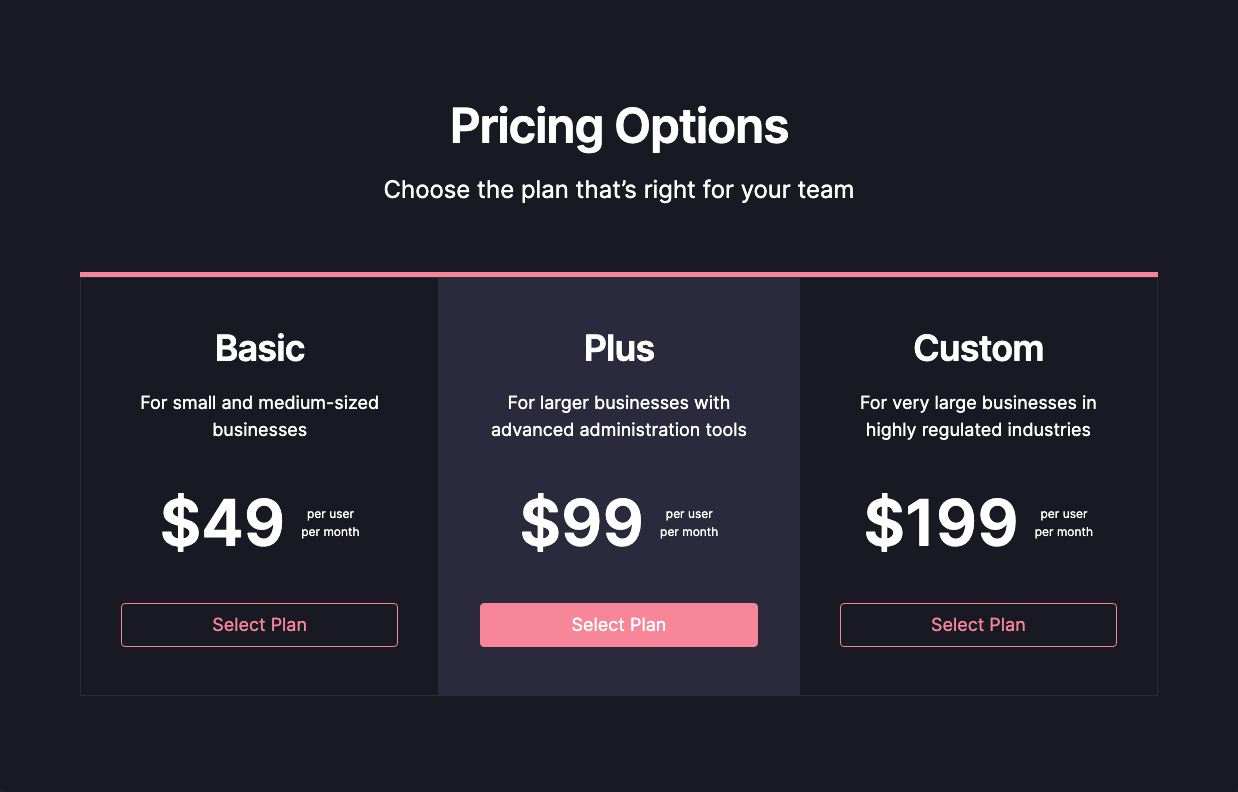 Pricing Options
Choose the plan that’s right for your team
Basic
For small and medium-sized
businesses
$49
per user
per month
Select Plan
Plus
For larger businesses with
advanced administration tools
$99
per user
per month
Select Plan
Custom
For very large businesses in
highly regulated industries
$199
per user
per month
Select Plan